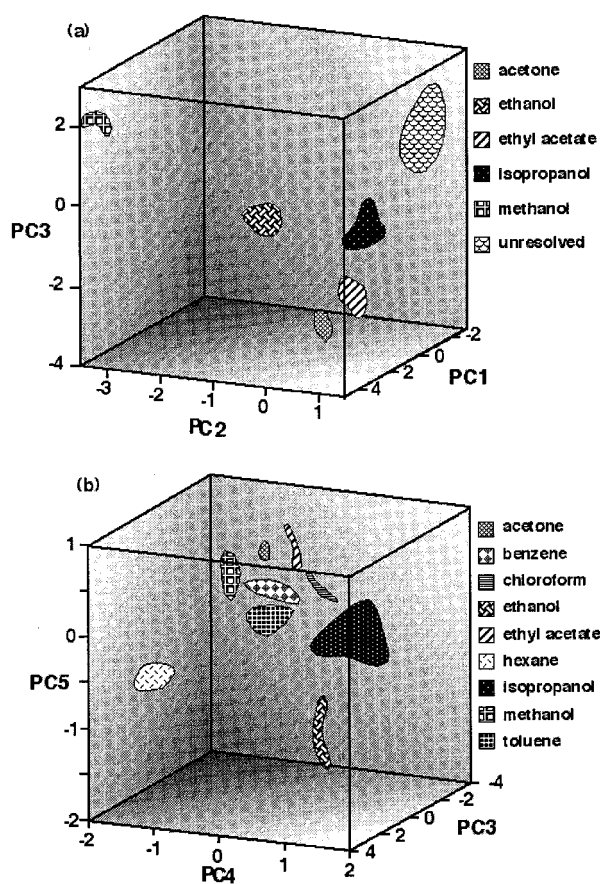 (a)
acetone
ethanol
ethyl acetate
isopropanol
methanol
unresolved
2
0
-2
-4
PC3
-3
-2
-1
0
1
PC2
4
2
0
-2
PC1
(b)
acetone
benzene
chloroform
ethanol
ethyl acetate
hexane
isopropanol
methanol
toluene
1
0
-1
-2
PC5
-2
-1
0
1
2
PC4
4
2
0
-2
-4
PC3